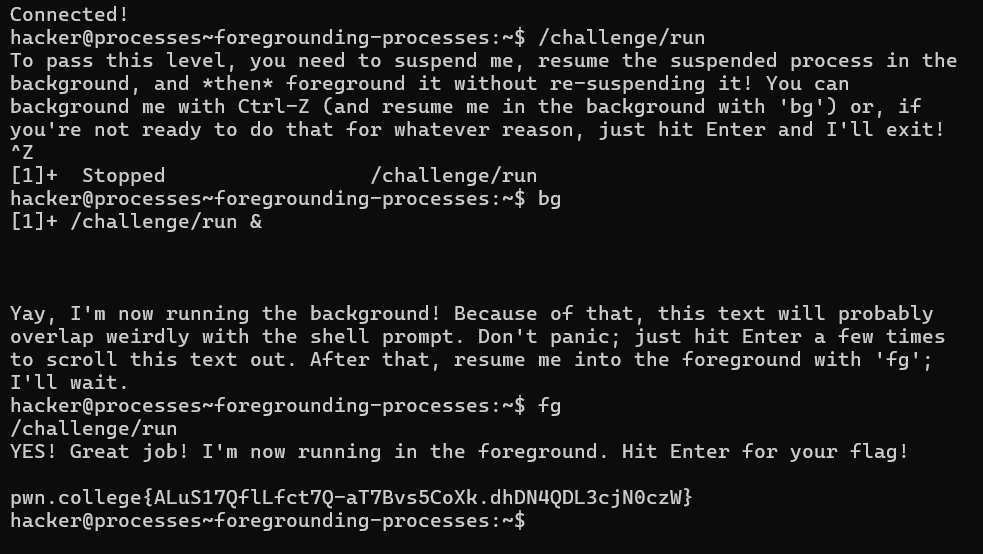 Connected!
hacker@processes~foregrounding-processes:~$ /challenge/run
To pass this level, you need to suspend me, resume the suspended process in the
background, and *then* foreground it without re-suspending it! You can
background me with Ctrl-Z (and resume me in the background with 'bg') or, if
you're not ready to do that for whatever reason, just hit Enter and I'll exit!
^Z
[1]+  Stopped                 /challenge/run
hacker@processes~foregrounding-processes:~$ bg
[1]+ /challenge/run &
Yay, I'm now running the background! Because of that, this text will probably
overlap weirdly with the shell prompt. Don't panic; just hit Enter a few times
to scroll this text out. After that, resume me into the foreground with 'fg';
I'll wait.
hacker@processes~foregrounding-processes:~$ fg
/challenge/run
YES! Great job! I'm now running in the foreground. Hit Enter for your flag!
pwn.college{ALuS17QflLfct7Q-aT7Bvs5CoXk.dhDN4QDL3cjN0czW}
hacker@processes~foregrounding-processes:~$